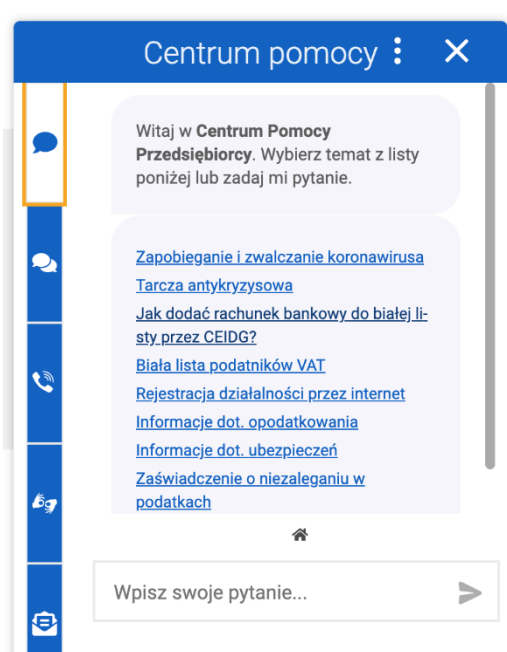 Centrum pomocy
Witaj w Centrum Pomocy
Przedsiębiorcy. Wybierz temat z listy
poniżej lub zadaj mi pytanie.
Zapobieganie i zwalczanie koronawirusa
Tarcza antykryzysowa
Jak dodać rachunek bankowy do białej li-
sty przez CEIDG?
Biała lista podatników VAT
Rejestracja działalności przez internet
Informacje dot. opodatkowania
Informacje dot. ubezpieczeń
Zaświadczenie o niezaleganiu w
podatkach
Wpisz swoje pytanie...